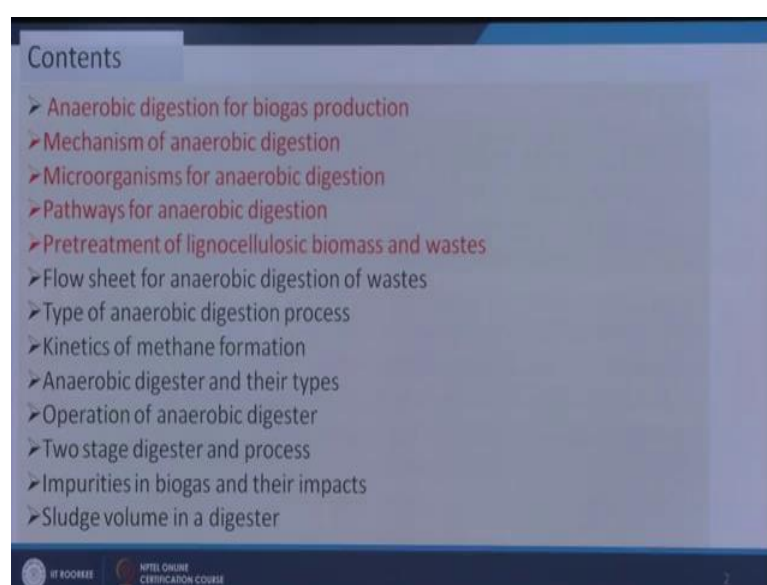 Contents
➢ Anaerobic digestion for biogas production
➢Mechanism of anaerobic digestion
➢Microorganisms for anaerobic digestion
➢Pathways for anaerobic digestion
➢Pretreatment of lignocellulosic biomass and wastes
➢Flow sheet for anaerobic digestion of wastes
➢Type of anaerobic digestion process
➢Kinetics of methane formation
➢Anaerobic digester and their types
➢Operation of anaerobic digester
➢Two stage digester and process
➢Impurities in biogas and their impacts
➢Sludge volume in a digester
IIT ROORKEE
NPTEL ONLINE
CERTIFICATION COURSE
2